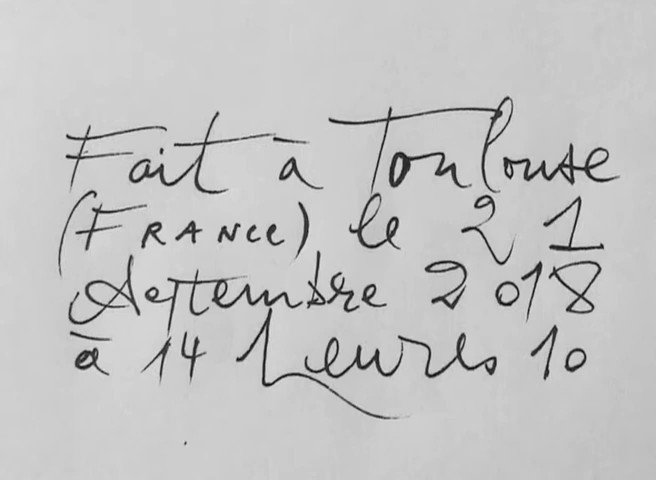 Fait à Toulouse
(FRANCE) le 21
Septembre 2018
à 14 heures 10